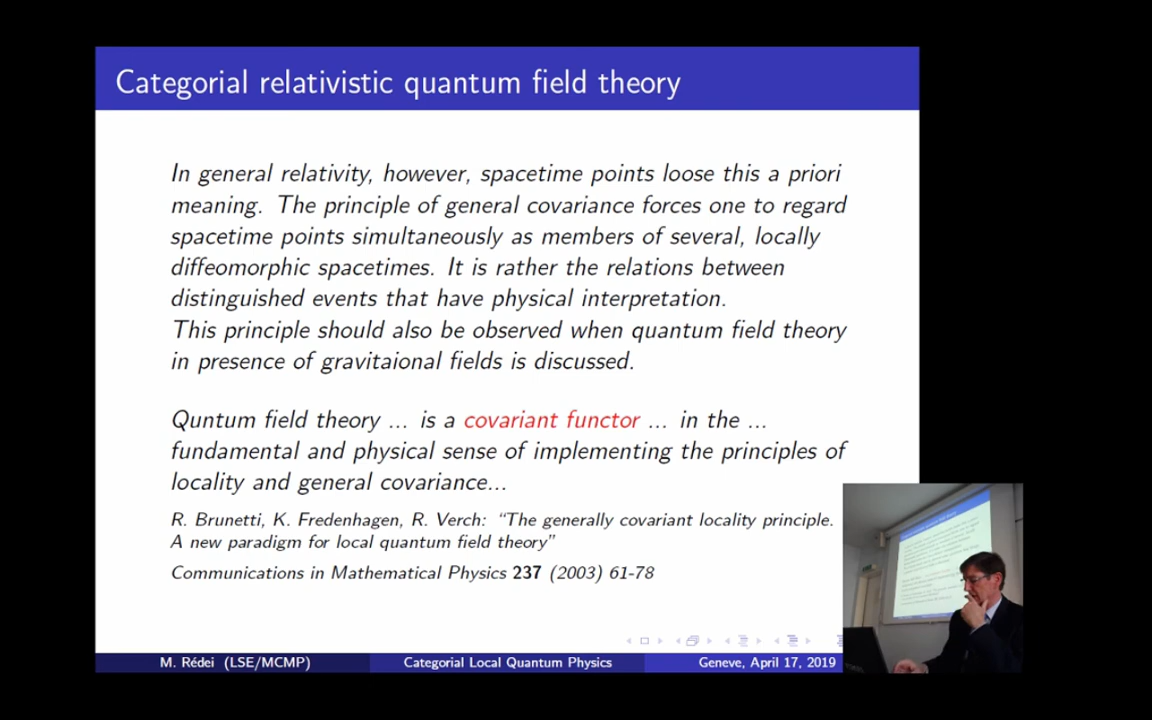 Categorial relativistic quantum field theory
In general relativity, however, spacetime points loose this a priori
meaning. The principle of general covariance forces one to regard
spacetime points simultaneously as members of several, locally
diffeomorphic spacetimes. It is rather the relations between
distinguished events that have physical interpretation.
This principle should also be observed when quantum field theory
in presence of gravitaional fields is discussed.
Quntum field theory ... is a covariant functor ... in the ...
fundamental and physical sense of implementing the principles of
locality and general covariance...
R. Brunetti, K. Fredenhagen, R. Verch: “The generally covariant locality principle.
A new paradigm for local quantum field theory”
Communications in Mathematical Physics 237 (2003) 61-78
M. Rédei (LSE/MCMP) Categorial Local Quantum Physics Geneve, April 17, 2019